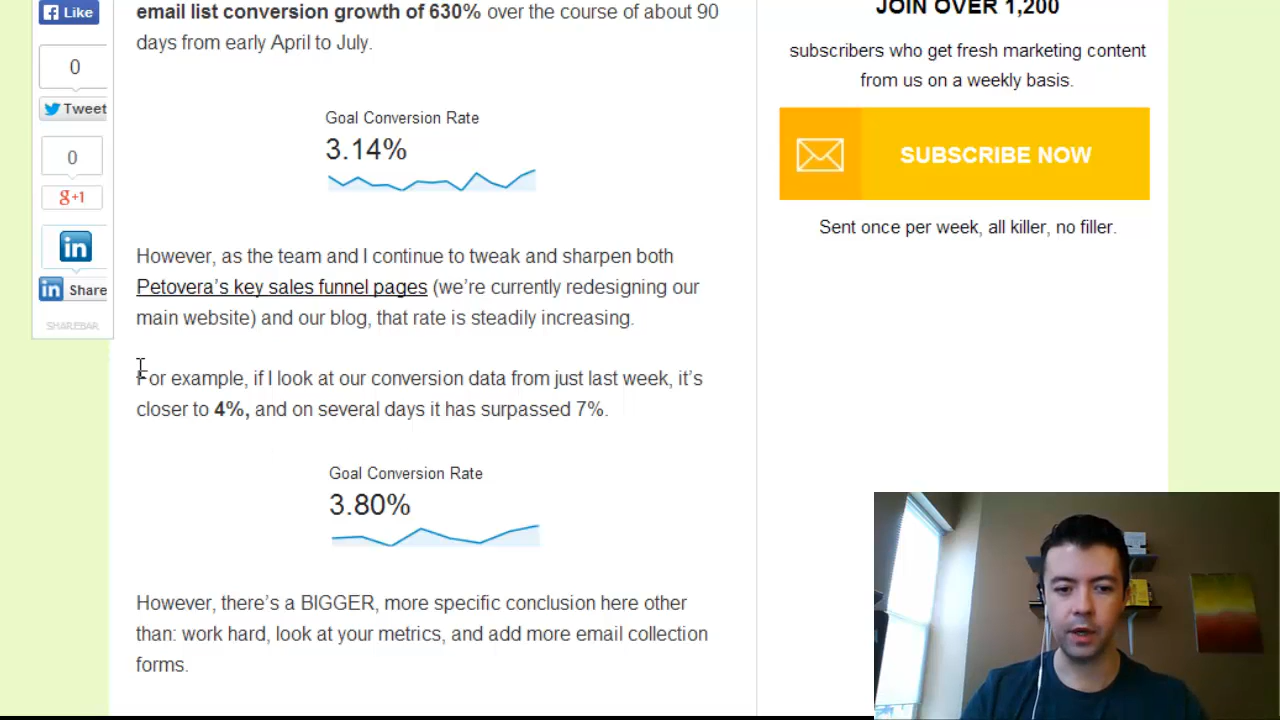 Like
0
Tweet
0
g+1
in
in Share
SHAREBAR
email list conversion growth of 630% over the course of about 90
days from early April to July.
Goal Conversion Rate
3.14%
However, as the team and I continue to tweak and sharpen both
Petovera’s key sales funnel pages (we’re currently redesigning our
main website) and our blog, that rate is steadily increasing.
For example, if I look at our conversion data from just last week, it’s
closer to 4%, and on several days it has surpassed 7%.
Goal Conversion Rate
3.80%
However, there’s a BIGGER, more specific conclusion here other
than: work hard, look at your metrics, and add more email collection
forms.
JOIN OVER 1,200
subscribers who get fresh marketing content
from us on a weekly basis.
SUBSCRIBE NOW
Sent once per week, all killer, no filler.